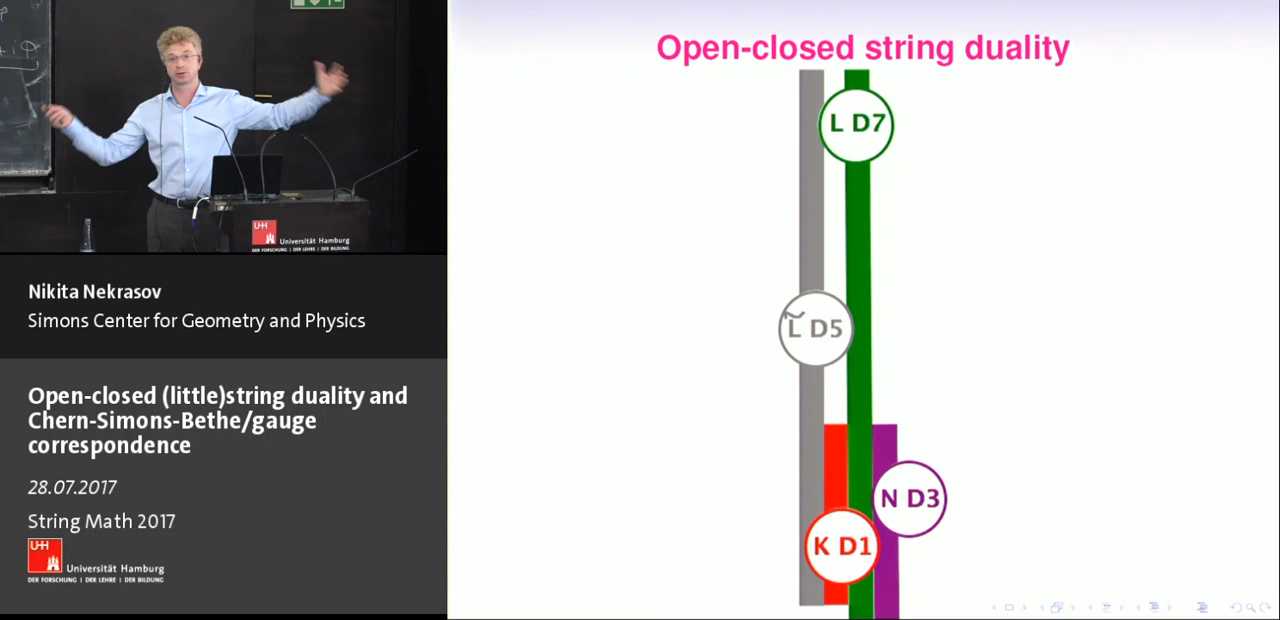 Open-closed string duality
L D7
L̃ D5
N D3
K D1
UH
Universität Hamburg
DER FORSCHUNG | DER LEHRE | DER BILDUNG
Nikita Nekrasov
Simons Center for Geometry and Physics
Open-closed (little)string duality and
Chern-Simons-Bethe/gauge
correspondence
28.07.2017
String Math 2017
UH
Universität Hamburg
DER FORSCHUNG | DER LEHRE | DER BILDUNG